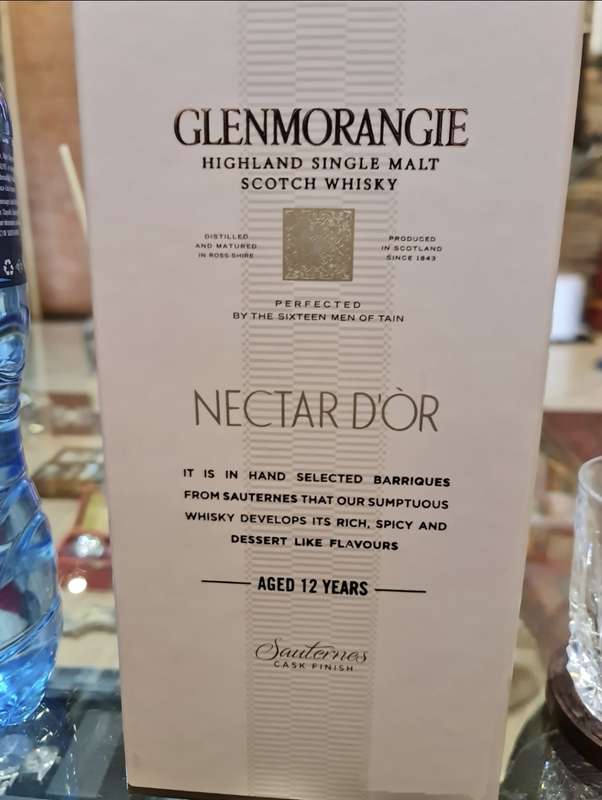 GLENMORANGIE
HIGHLAND SINGLE MALT
SCOTCH WHISKY
DISTILLED
AND MATURED
IN ROSS-SHIRE
PRODUCED
IN SCOTLAND
SINCE 1843
PERFECTED
BY THE SIXTEEN MEN OF TAIN
NECTAR D'ÒR
IT IS IN HAND SELECTED BARRIQUES
FROM SAUTERNES THAT OUR SUMPTUOUS
WHISKY DEVELOPS ITS RICH, SPICY AND
DESSERT LIKE FLAVOURS
AGED 12 YEARS
Sauternes
CASK FINISH